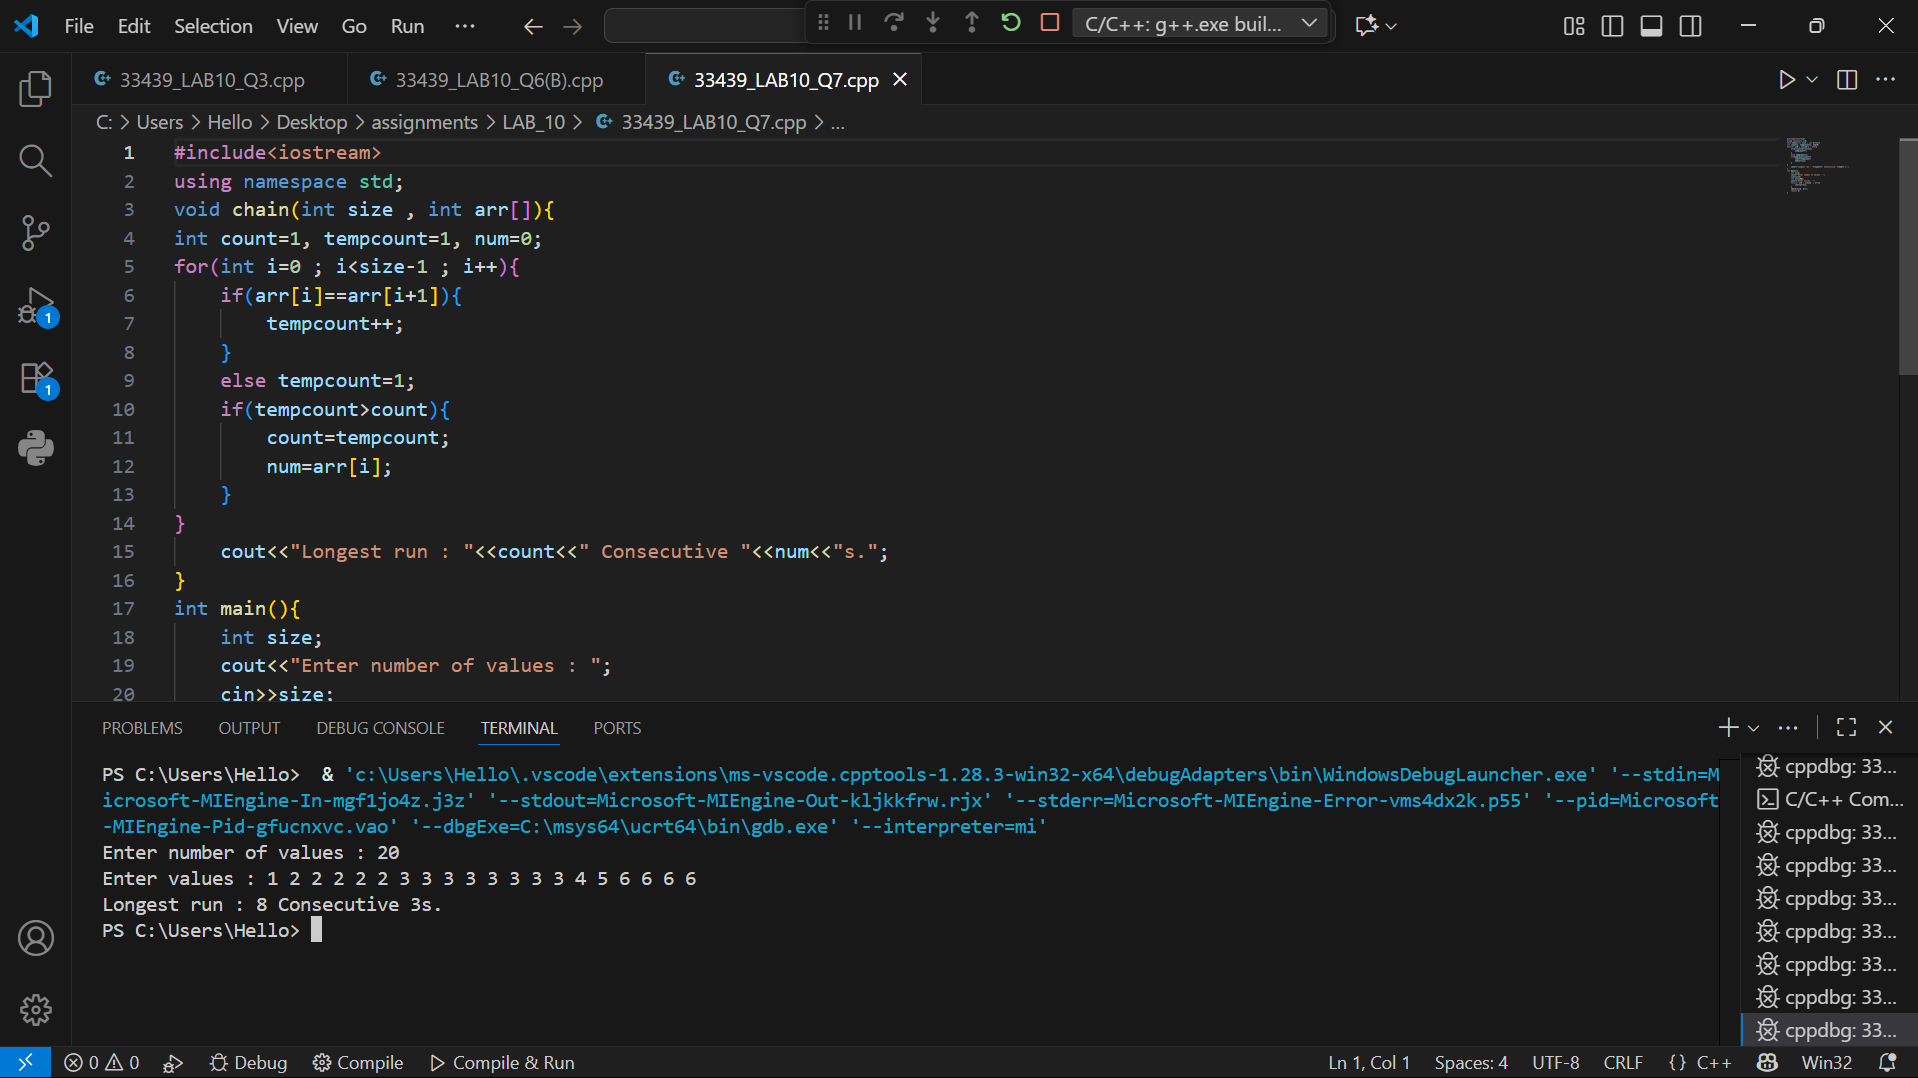 File Edit Selection View Go Run ···
C/C++: g++.exe buil...
33439_LAB10_Q3.cpp 33439_LAB10_Q6(B).cpp 33439_LAB10_Q7.cpp
C: > Users > Hello > Desktop > assignments > LAB_10 > 33439_LAB10_Q7.cpp > ...
1 #include<iostream>
2 using namespace std;
3 void chain(int size , int arr[]){
4 int count=1, tempcount=1, num=0;
5 for(int i=0 ; i<size-1 ; i++){
6 if(arr[i]==arr[i+1]){
7 tempcount++;
8 }
9 else tempcount=1;
10 if(tempcount>count){
11 count=tempcount;
12 num=arr[i];
13 }
14 }
15 cout<<"Longest run : "<<count<<" Consecutive "<<num<<"s.";
16 }
17 int main(){
18 int size;
19 cout<<"Enter number of values : ";
20 cin>>size;
1
1
PROBLEMS OUTPUT DEBUG CONSOLE TERMINAL PORTS
PS C:\Users\Hello> & 'c:\Users\Hello\.vscode\extensions\ms-vscode.cpptools-1.28.3-win32-x64\debugAdapters\bin\WindowsDebugLauncher.exe' '--stdin=M
icrosoft-MIEngine-In-mgf1jo4z.j3z' '--stdout=Microsoft-MIEngine-Out-kljkkfrw.rjx' '--stderr=Microsoft-MIEngine-Error-vms4dx2k.p55' '--pid=Microsoft
-MIEngine-Pid-gfucnxvc.vao' '--dbgExe=C:\msys64\ucrt64\bin\gdb.exe' '--interpreter=mi'
Enter number of values : 20
Enter values : 1 2 2 2 2 2 3 3 3 3 3 3 3 3 4 5 6 6 6 6
Longest run : 8 Consecutive 3s.
PS C:\Users\Hello>
cppdbg: 33...
C/C++ Com...
cppdbg: 33...
cppdbg: 33...
cppdbg: 33...
cppdbg: 33...
cppdbg: 33...
cppdbg: 33...
cppdbg: 33...
0 0 Debug Compile Compile & Run Ln 1, Col 1 Spaces: 4 UTF-8 CRLF {} C++ Win32